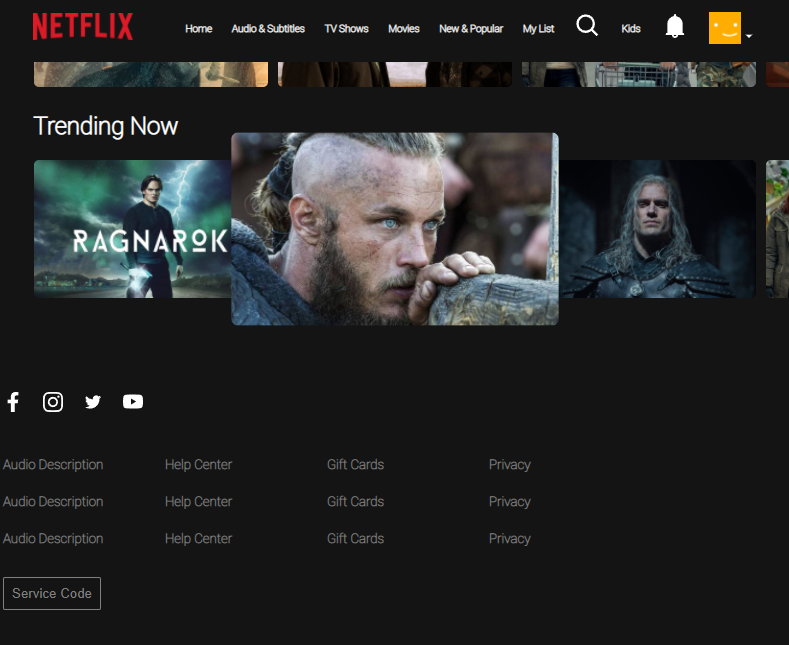 NETFLIX Home Audio & Subtitles TV Shows Movies New & Popular My List Kids
Trending Now
RAGNARØK
Audio Description Help Center Gift Cards Privacy
Audio Description Help Center Gift Cards Privacy
Audio Description Help Center Gift Cards Privacy
Service Code